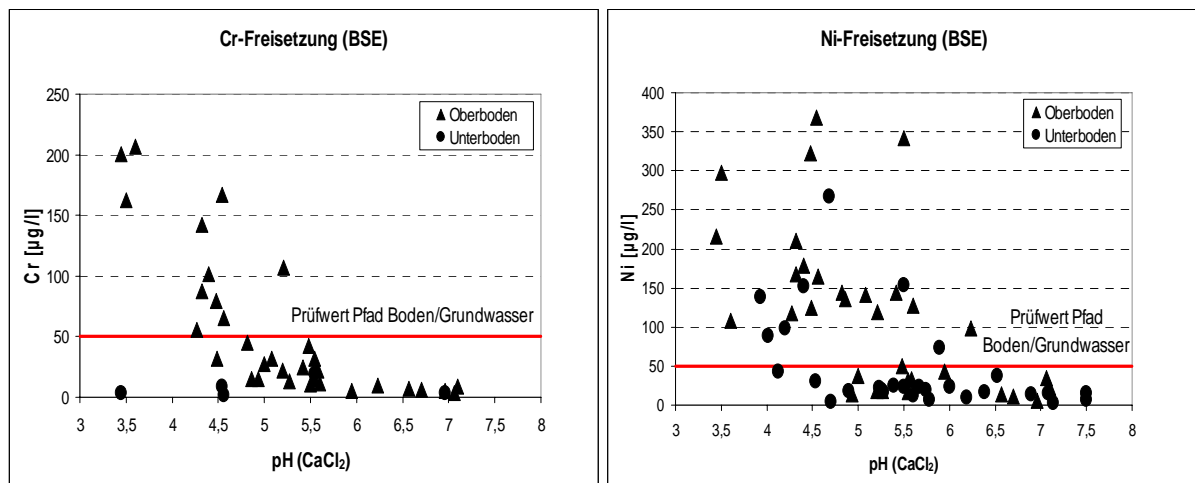 Cr-Freisetzung (BSE)
250
200
150
100
50
0
Cr [µg/l]
Oberboden
Unterboden
Prüfwert Pfad Boden/Grundwasser
3 3,5 4 4,5 5 5,5 6 6,5 7 7,5 8
pH (CaCl₂)
Ni-Freisetzung (BSE)
400
350
300
250
200
150
100
50
0
Ni [µg/l]
Oberboden
Unterboden
Prüfwert Pfad
Boden/Grundwasser
3 3,5 4 4,5 5 5,5 6 6,5 7 7,5 8
pH (CaCl₂)